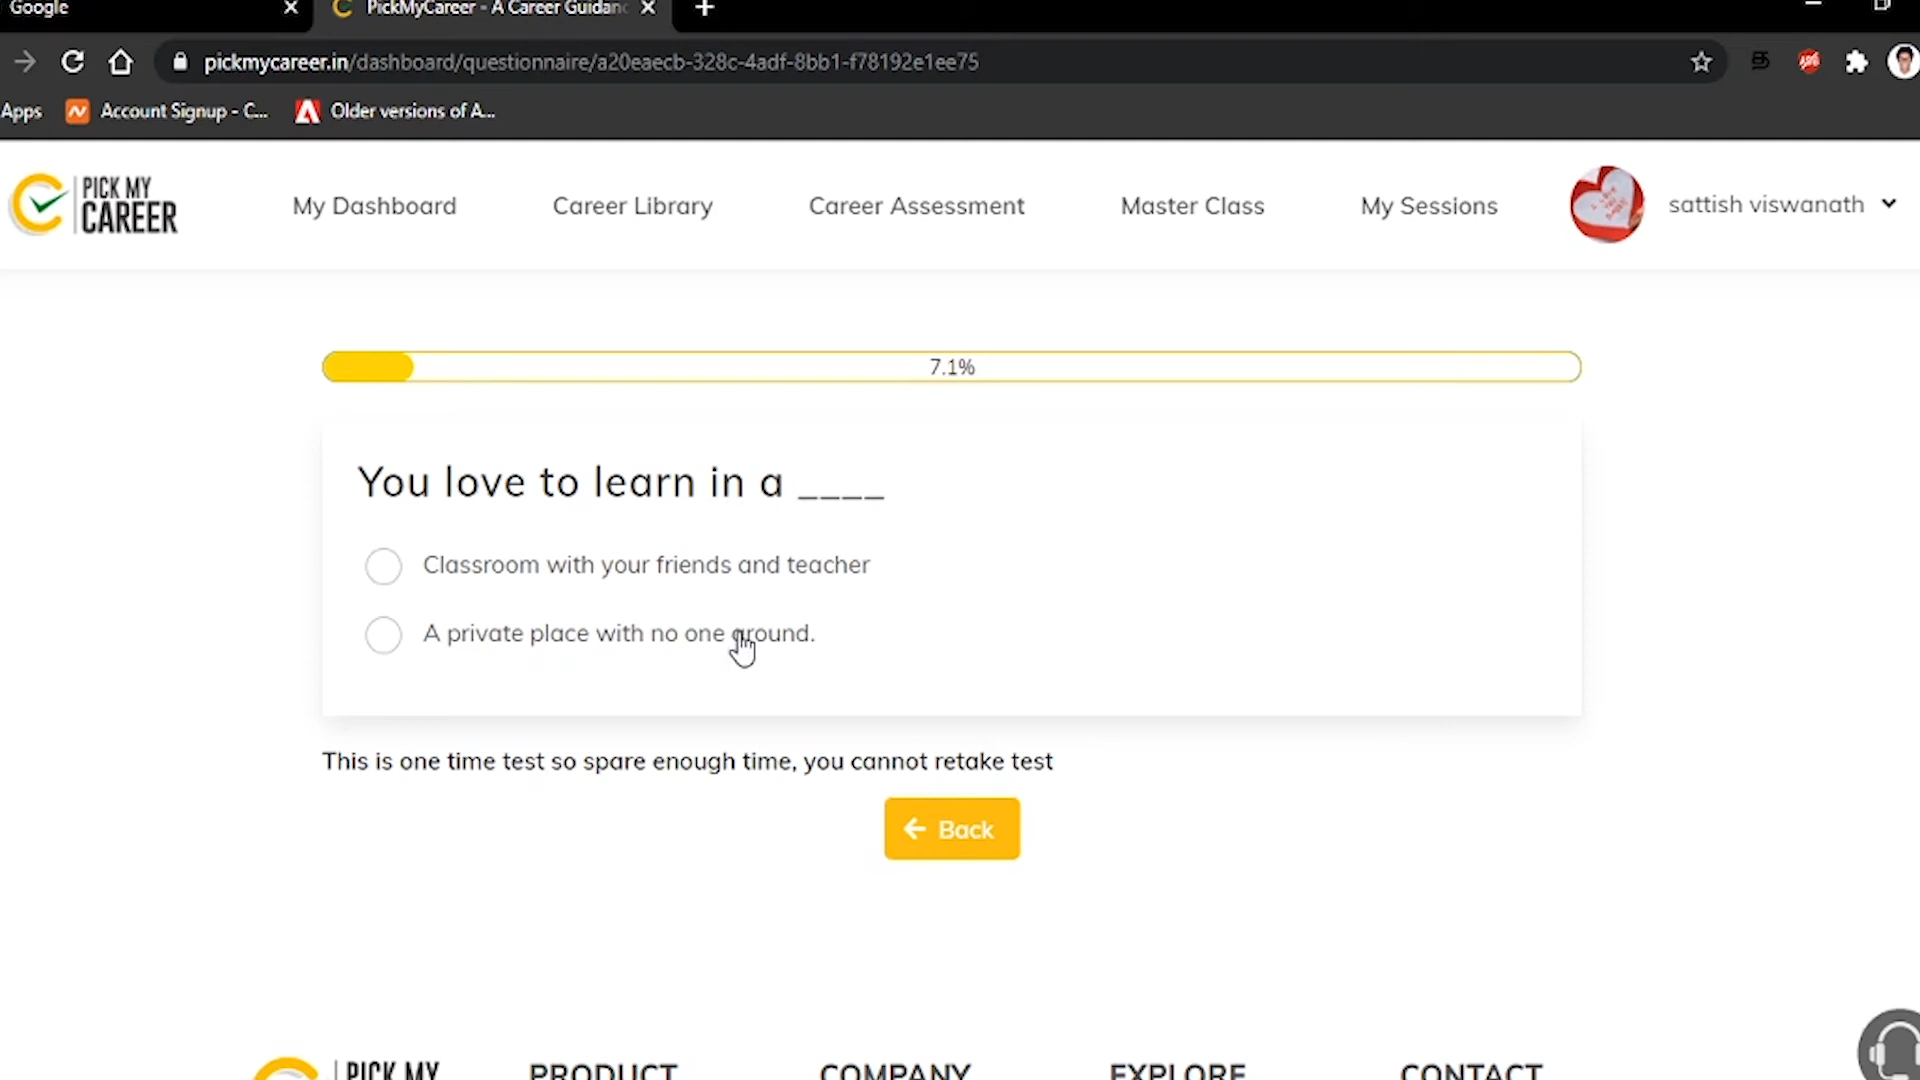 Google
PickMyCareer - A Career Guidanc
pickmycareer.in/dashboard/questionnaire/a20eaecb-328c-4adf-8bb1-f78192e1ee75
Apps
Account Signup - C...
Older versions of A...
PICK MY
CAREER
My Dashboard
Career Library
Career Assessment
Master Class
My Sessions
sattish viswanath
7.1%
You love to learn in a ____
Classroom with your friends and teacher
A private place with no one around.
This is one time test so spare enough time, you cannot retake test
Back
PICK MY
PRODUCT
COMPANY
EXPLORE
CONTACT